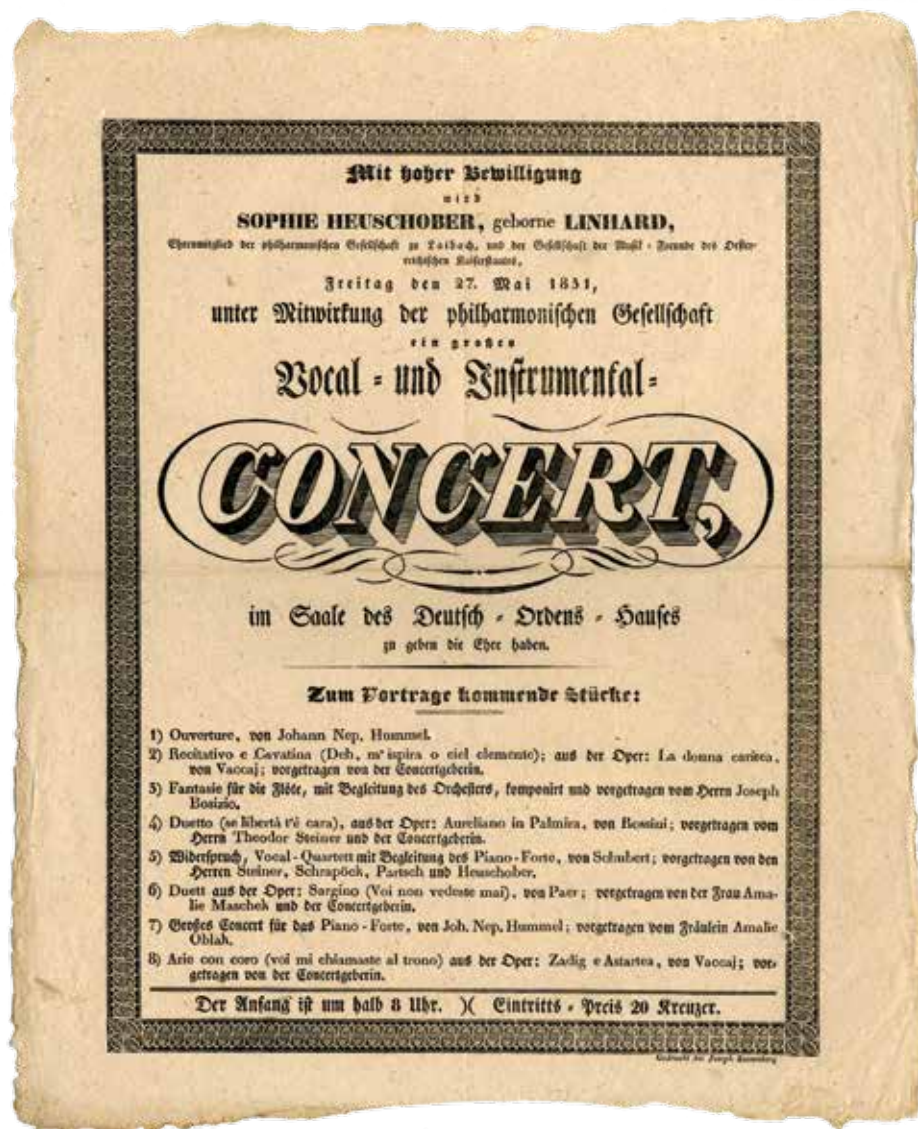 Mit hoher Bewilligung
wird
SOPHIE HEUSCHOBER, geborne LINHARD,
Ehrenmitglied der philharmonischen Gesellschaft zu Laibach, und der Gesellschaft der Musik-Freunde des Oester-
reichischen Kaiserstaates,
Freitag den 27. Mai 1831,
unter Mitwirkung der philharmonischen Gesellschaft
ein großes
Vocal- und Instrumental-
CONCERT,
im Saale des Deutsch-Ordens-Hauses
zu geben die Ehre haben.
Zum Vortrage kommende Stücke:
1) Ouverture, von Johann Nep. Hummel.
2) Recitativo e Cavatina (Deh, m'ispira o ciel clemente); aus der Oper: La donna caritea,
von Vaccaj; vorgetragen von der Concertgeberin.
3) Fantasie für die Flöte, mit Begleitung des Orchesters, komponirt und vorgetragen vom Herrn Joseph
Bosizio.
4) Duetto (se libertà t'è cara), aus der Oper: Aureliano in Palmira, von Rossini; vorgetragen vom
Herrn Theodor Steiner und der Concertgeberin.
5) Widerspruch, Vocal-Quartett mit Begleitung des Piano-Forte, von Schubert; vorgetragen von den
Herren Steiner, Schrapöck, Partsch und Heuschober.
6) Duett aus der Oper: Sargino (Voi non vedeste mai), von Paer; vorgetragen von der Frau Ama-
lie Maschek und der Concertgeberin.
7) Großes Concert für das Piano-Forte, von Joh. Nep. Hummel; vorgetragen vom Fräulein Amalie
Oblak.
8) Arie con coro (voi mi chiamaste al trono) aus der Oper: Zadig e Astartea, von Vaccaj; vor-
getragen von der Concertgeberin.
Der Anfang ist um halb 8 Uhr. )( Eintritts-Preis 20 Kreuzer.
Gedruckt bei Joseph